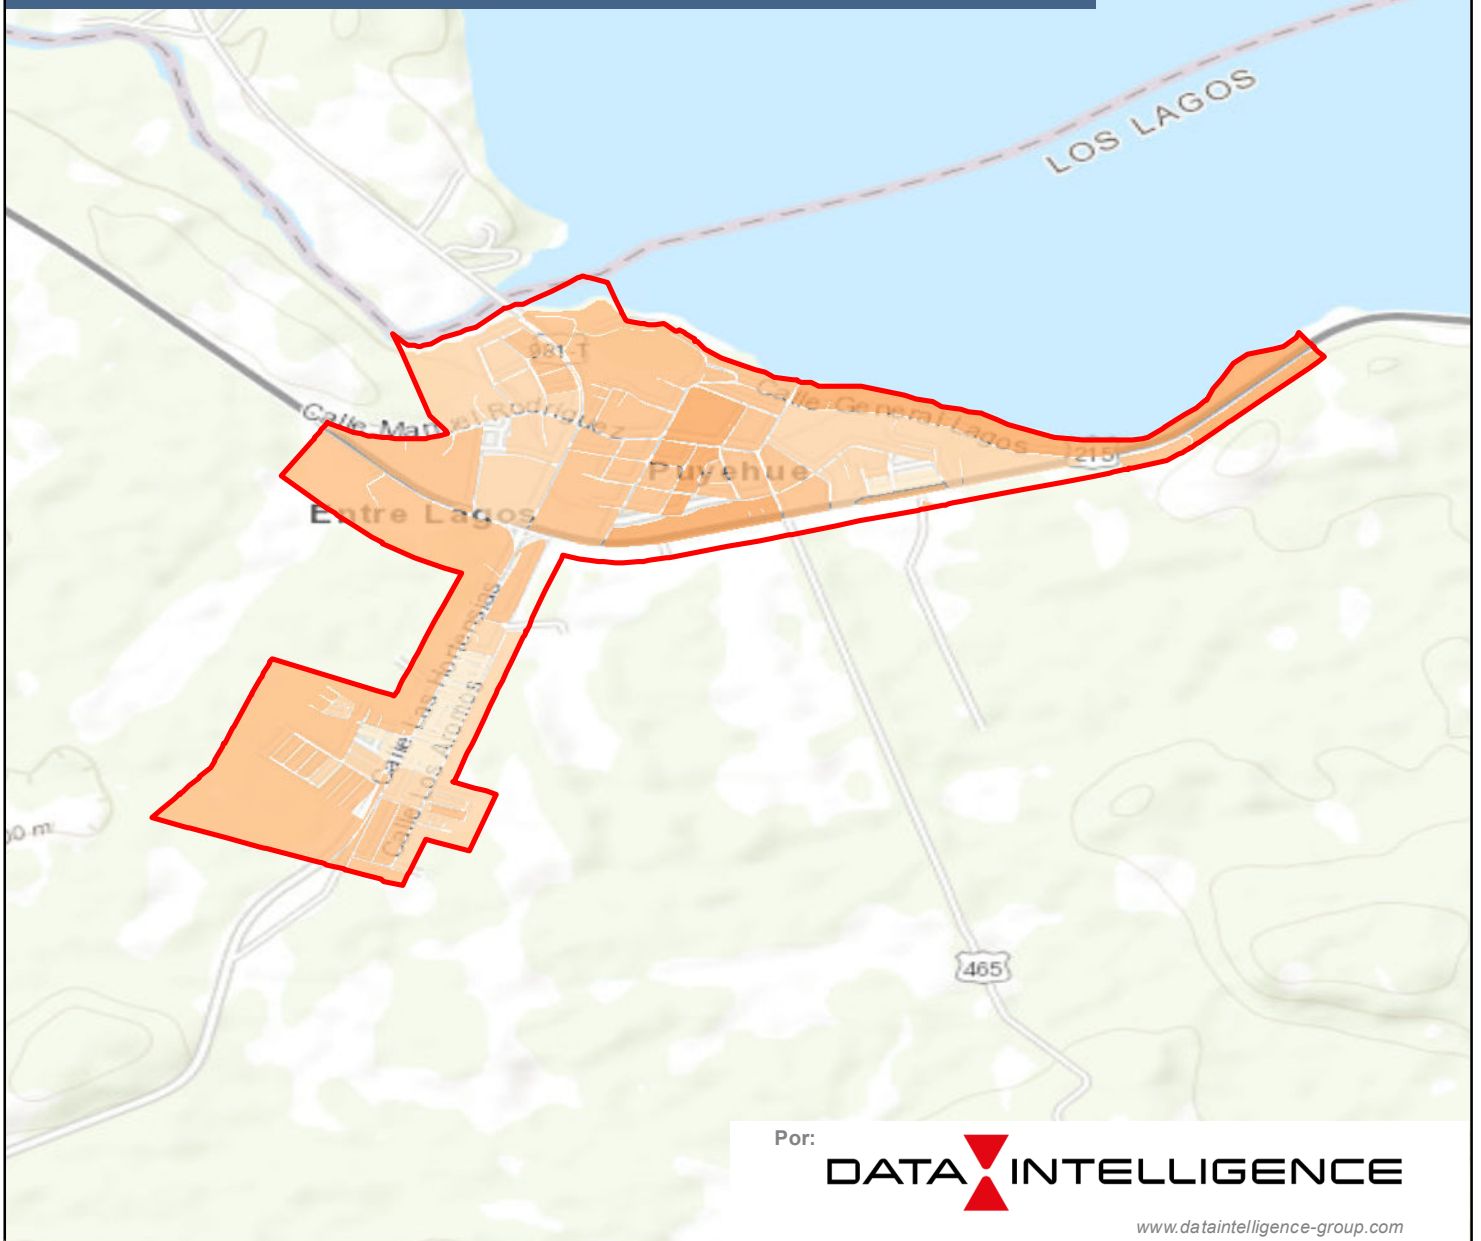 LOS LAGOS
981-T
Calle Manuel Rodríguez
Calle General Lagos
215
Puyehue
Entre Lagos
Calle Las Hortensias
Calle Los Aromos
465
Por:
DATA INTELLIGENCE
www.dataintelligence-group.com